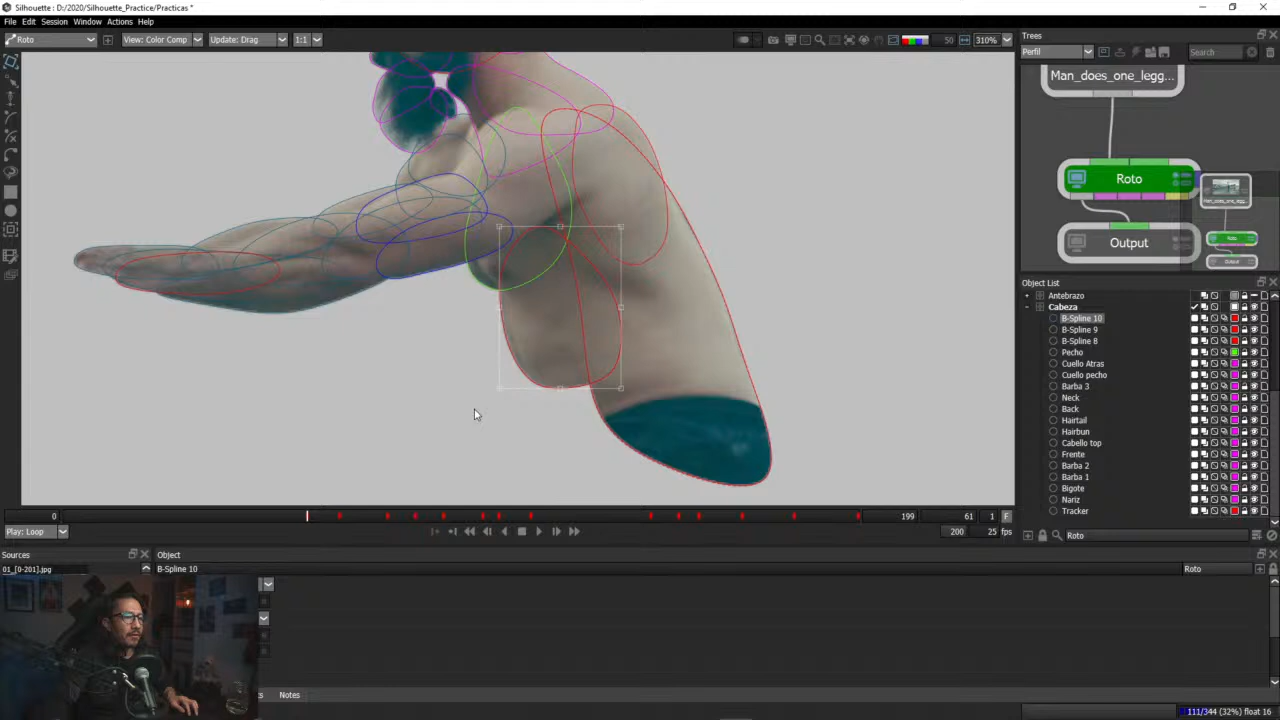 Silhouette : D:/2020/Silhouette_Practice/Practicas *
File Edit Session Window Actions Help
Roto View: Color Comp Update: Drag 1:1 50 310%
Trees
Perfil Search
Man_does_one_legg...
Roto
Output
Object List
Antebrazo
Cabeza
B-Spline 10
B-Spline 9
B-Spline 8
Pecho
Cuello Atras
Cuello pecho
Barba 3
Neck
Back
Hairtail
Hairbun
Cabello top
Frente
Barba 2
Barba 1
Bigote
Nariz
Tracker
Roto
0 199 61 1 F
Play: Loop 200 25 fps
Sources Object
01_[0-201].jpg B-Spline 10 Roto
Notes
111/344 (32%) float 16